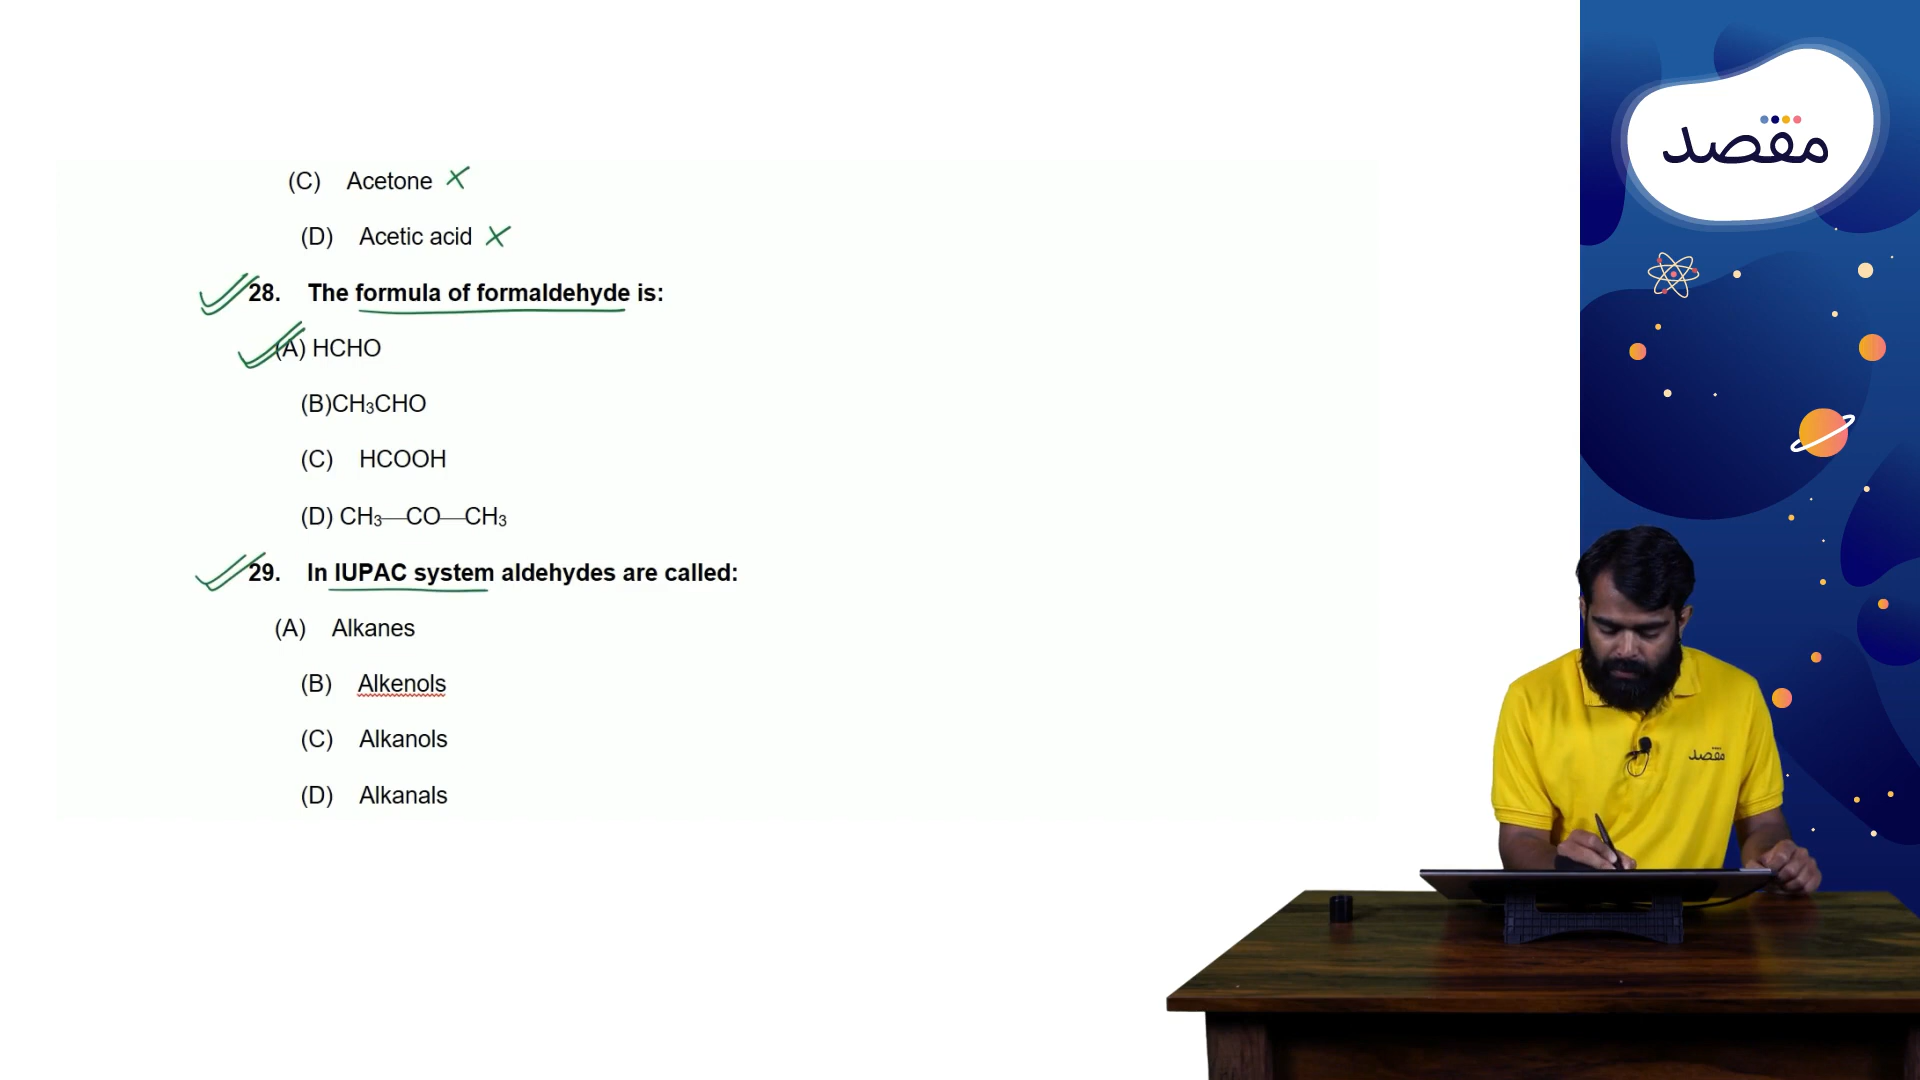 (C) Acetone
(D) Acetic acid
28. The formula of formaldehyde is:
(A) HCHO
(B)CH₃CHO
(C) HCOOH
(D) CH₃—CO—CH₃
29. In IUPAC system aldehydes are called:
(A) Alkanes
(B) Alkenols
(C) Alkanols
(D) Alkanals
مقصد
مقصد